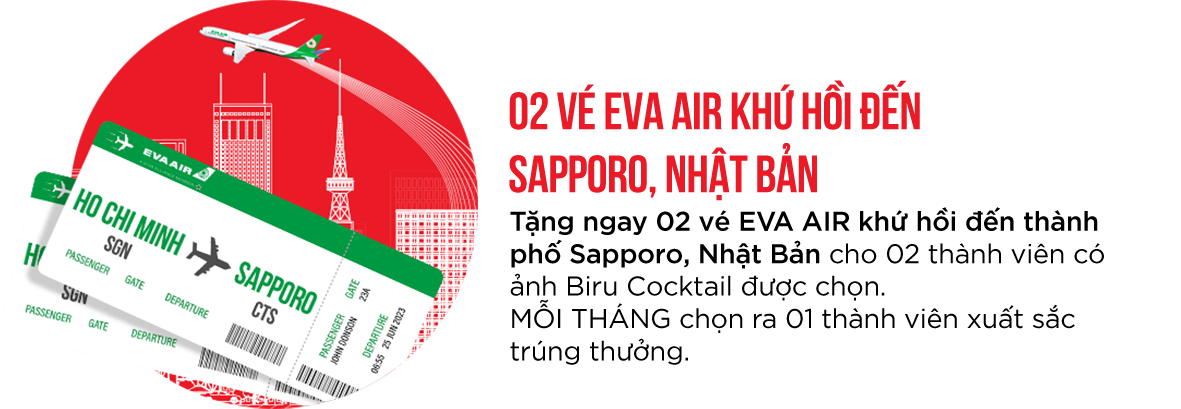 02 VÉ EVA AIR KHỨ HỒI ĐẾN
SAPPORO, NHẬT BẢN
Tặng ngay 02 vé EVA AIR khứ hồi đến thành
phố Sapporo, Nhật Bản cho 02 thành viên có
ảnh Biru Cocktail được chọn.
MỖI THÁNG chọn ra 01 thành viên xuất sắc
trúng thưởng.
EVA AIR
HO CHI MINH
SGN
SAPPORO
CTS
PASSENGER
GATE
DEPARTURE
PASSENGER
JOHN DOHSON
GATE
23A
DEPARTURE
06:55 25 JUN 2023
SGN
PASSENGER
GATE
DEPARTURE